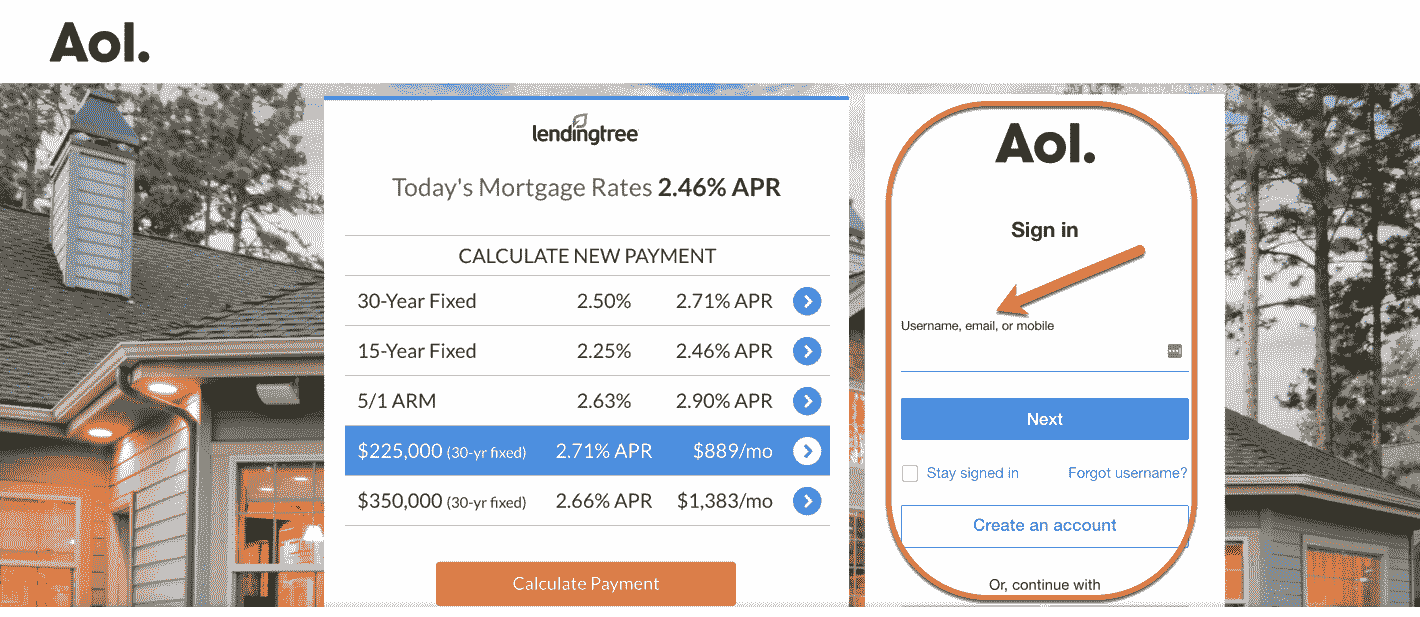 Aol.
lendingtree
Today's Mortgage Rates 2.46% APR
CALCULATE NEW PAYMENT
30-Year Fixed 2.50% 2.71% APR
15-Year Fixed 2.25% 2.46% APR
5/1 ARM 2.63% 2.90% APR
$225,000 (30-yr fixed) 2.71% APR $889/mo
$350,000 (30-yr fixed) 2.66% APR $1,383/mo
Calculate Payment
Aol.
Sign in
Username, email, or mobile
Next
Stay signed in Forgot username?
Create an account
Or, continue with